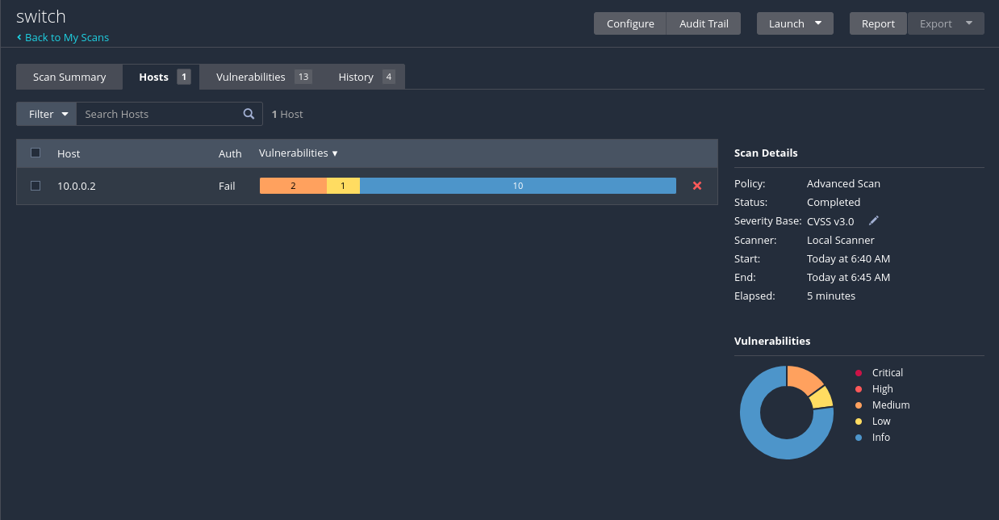 switch
Back to My Scans
Configure Audit Trail Launch Report Export
Scan Summary Hosts 1 Vulnerabilities 13 History 4
Filter Search Hosts 1 Host
Host Auth Vulnerabilities
10.0.0.2 Fail 2 1 10
Scan Details
Policy: Advanced Scan
Status: Completed
Severity Base: CVSS v3.0
Scanner: Local Scanner
Start: Today at 6:40 AM
End: Today at 6:45 AM
Elapsed: 5 minutes
Vulnerabilities
Critical
High
Medium
Low
Info